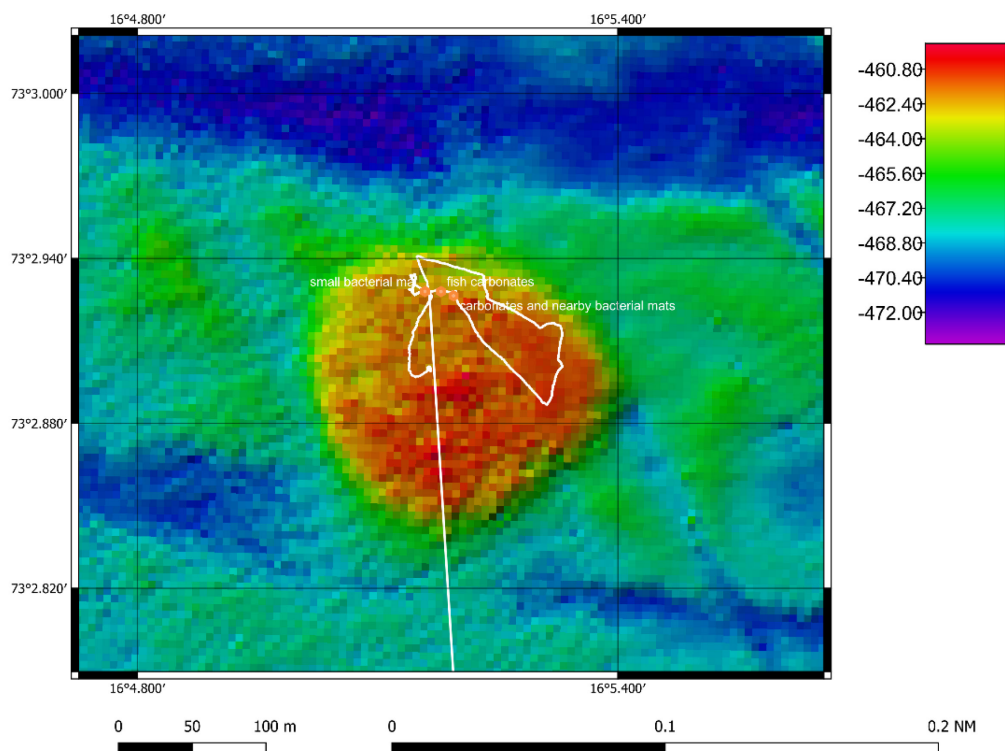 16°4.800′ 16°5.400′
-460.80
-462.40
-464.00
-465.60
-467.20
-468.80
-470.40
-472.00
73°3.000′
73°2.940′
small bacterial ma
fish carbonates
carbonates and nearby bacterial mats
73°2.880′
73°2.820′
16°4.800′ 16°5.400′
0 50 100 m
0 0.1 0.2 NM